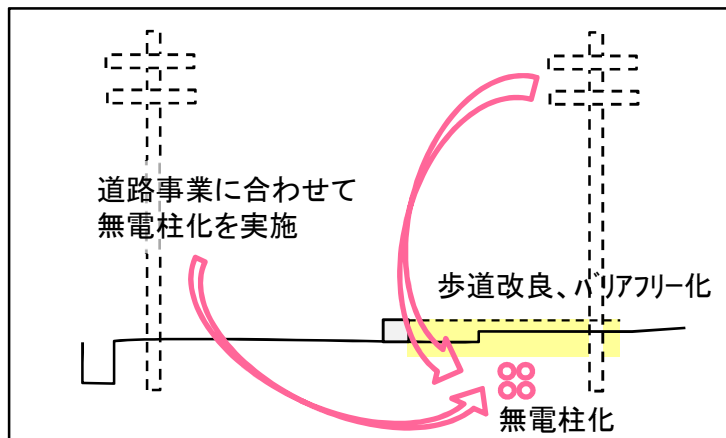 道路事業に合わせて
無電柱化を実施
歩道改良、バリアフリー化
無電柱化